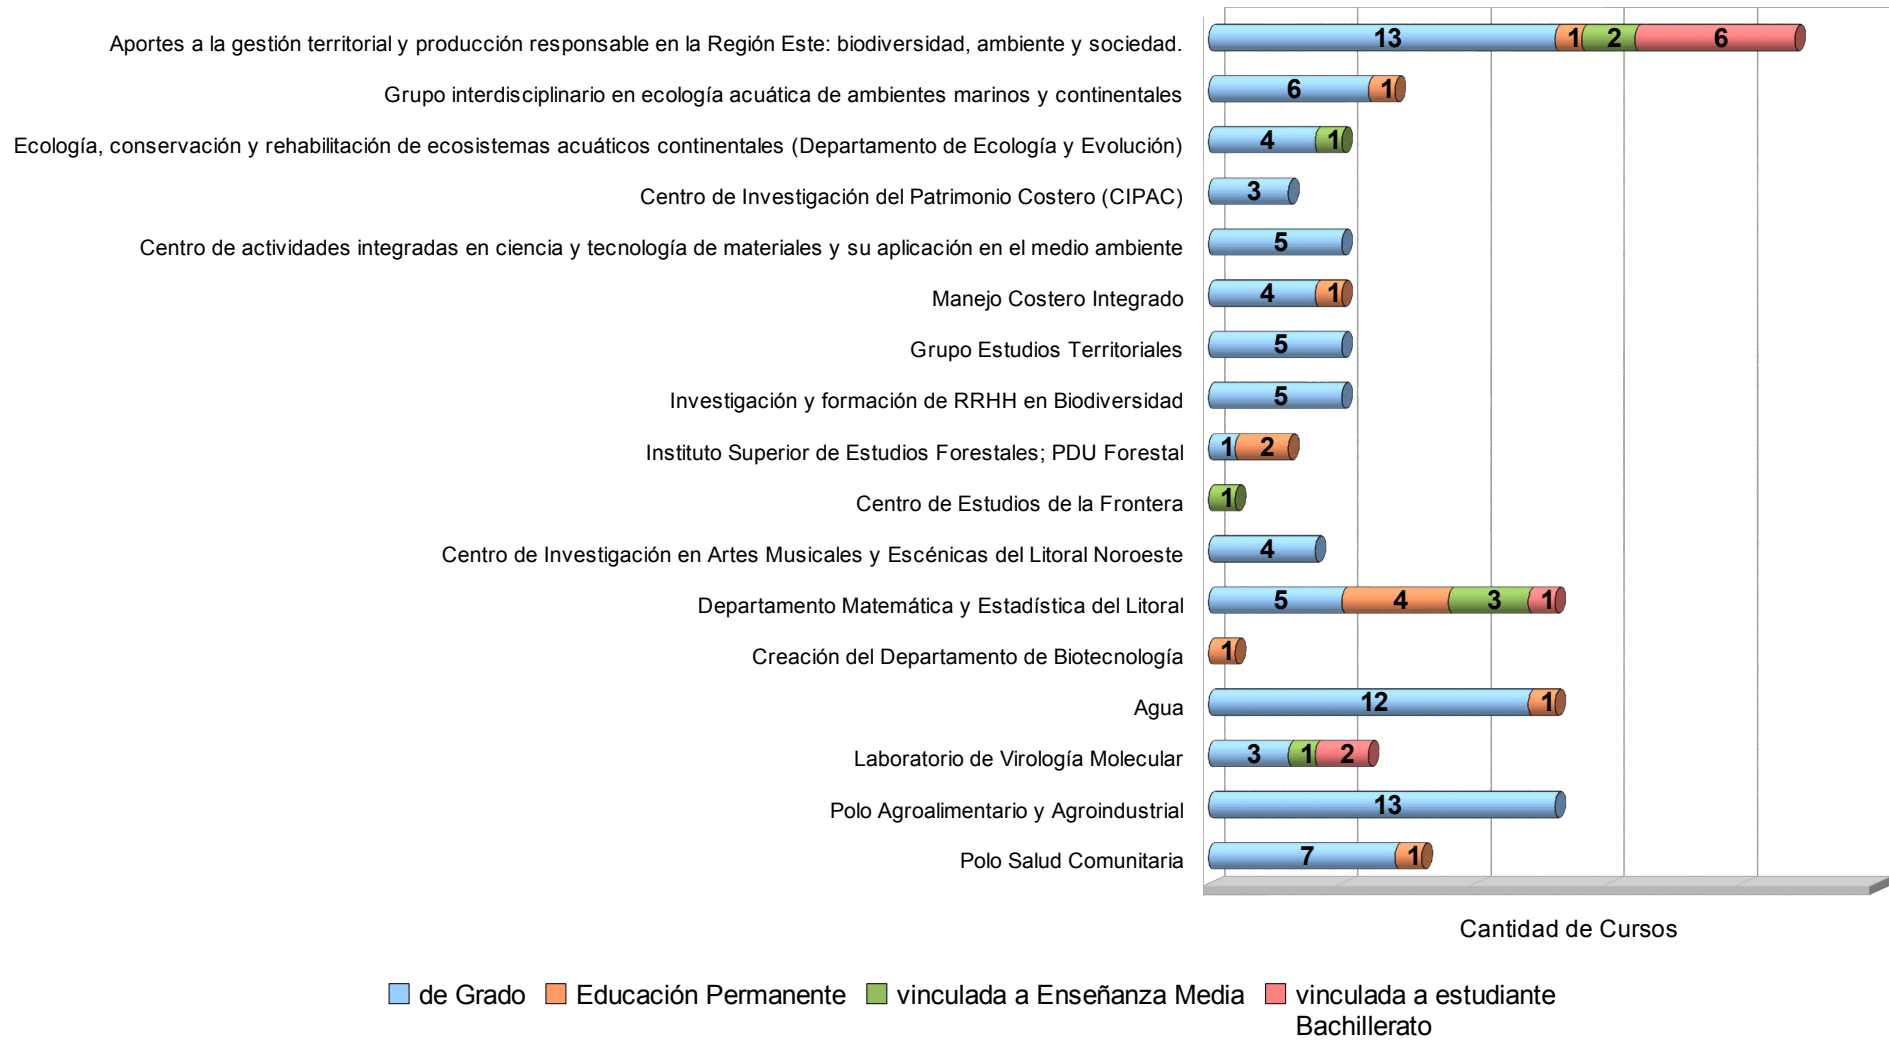 Aportes a la gestión territorial y producción responsable en la Región Este: biodiversidad, ambiente y sociedad. 13 1 2 6
Grupo interdisciplinario en ecología acuática de ambientes marinos y continentales 6 1
Ecología, conservación y rehabilitación de ecosistemas acuáticos continentales (Departamento de Ecología y Evolución) 4 1
Centro de Investigación del Patrimonio Costero (CIPAC) 3
Centro de actividades integradas en ciencia y tecnología de materiales y su aplicación en el medio ambiente 5
Manejo Costero Integrado 4 1
Grupo Estudios Territoriales 5
Investigación y formación de RRHH en Biodiversidad 5
Instituto Superior de Estudios Forestales; PDU Forestal 1 2
Centro de Estudios de la Frontera 1
Centro de Investigación en Artes Musicales y Escénicas del Litoral Noroeste 4
Departamento Matemática y Estadística del Litoral 5 4 3 1
Creación del Departamento de Biotecnología 1
Agua 12 1
Laboratorio de Virología Molecular 3 1 2
Polo Agroalimentario y Agroindustrial 13
Polo Salud Comunitaria 7 1
Cantidad de Cursos
de Grado Educación Permanente vinculada a Enseñanza Media vinculada a estudiante
Bachillerato